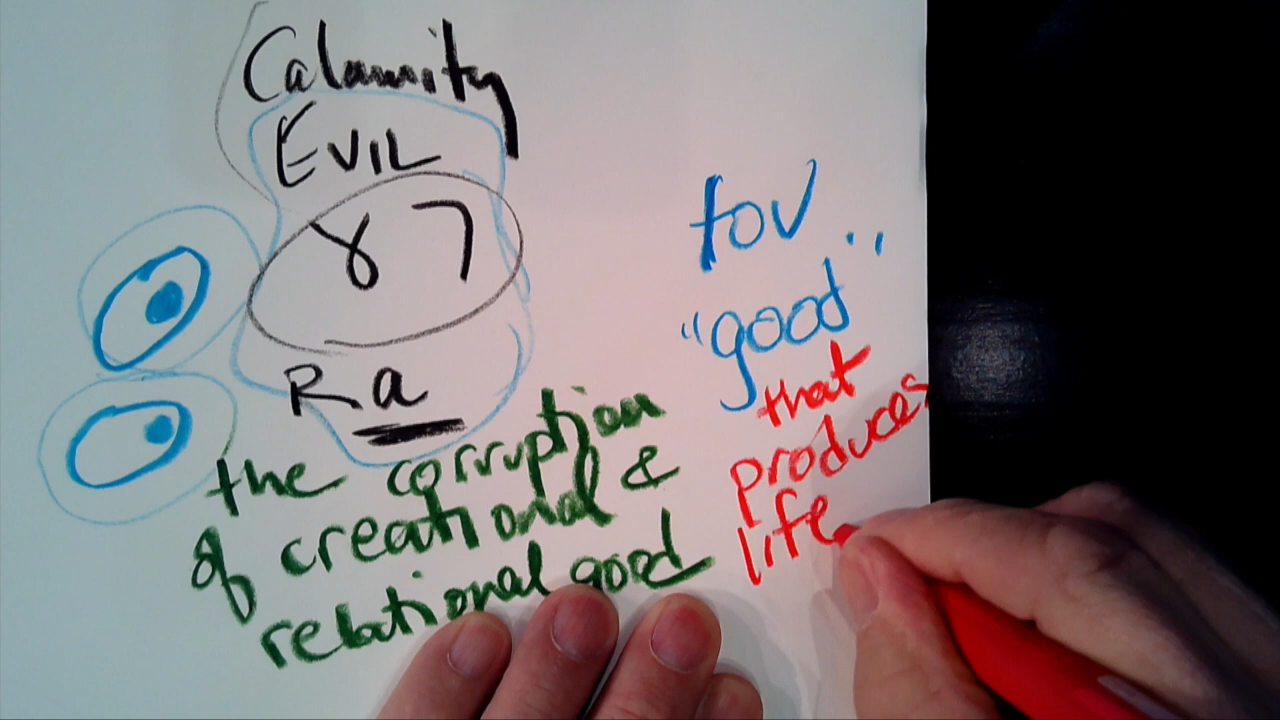 Calamity
EVIL
רע
Ra
the corruption
of creational &
relational good
tov
"good"
that
produces
life